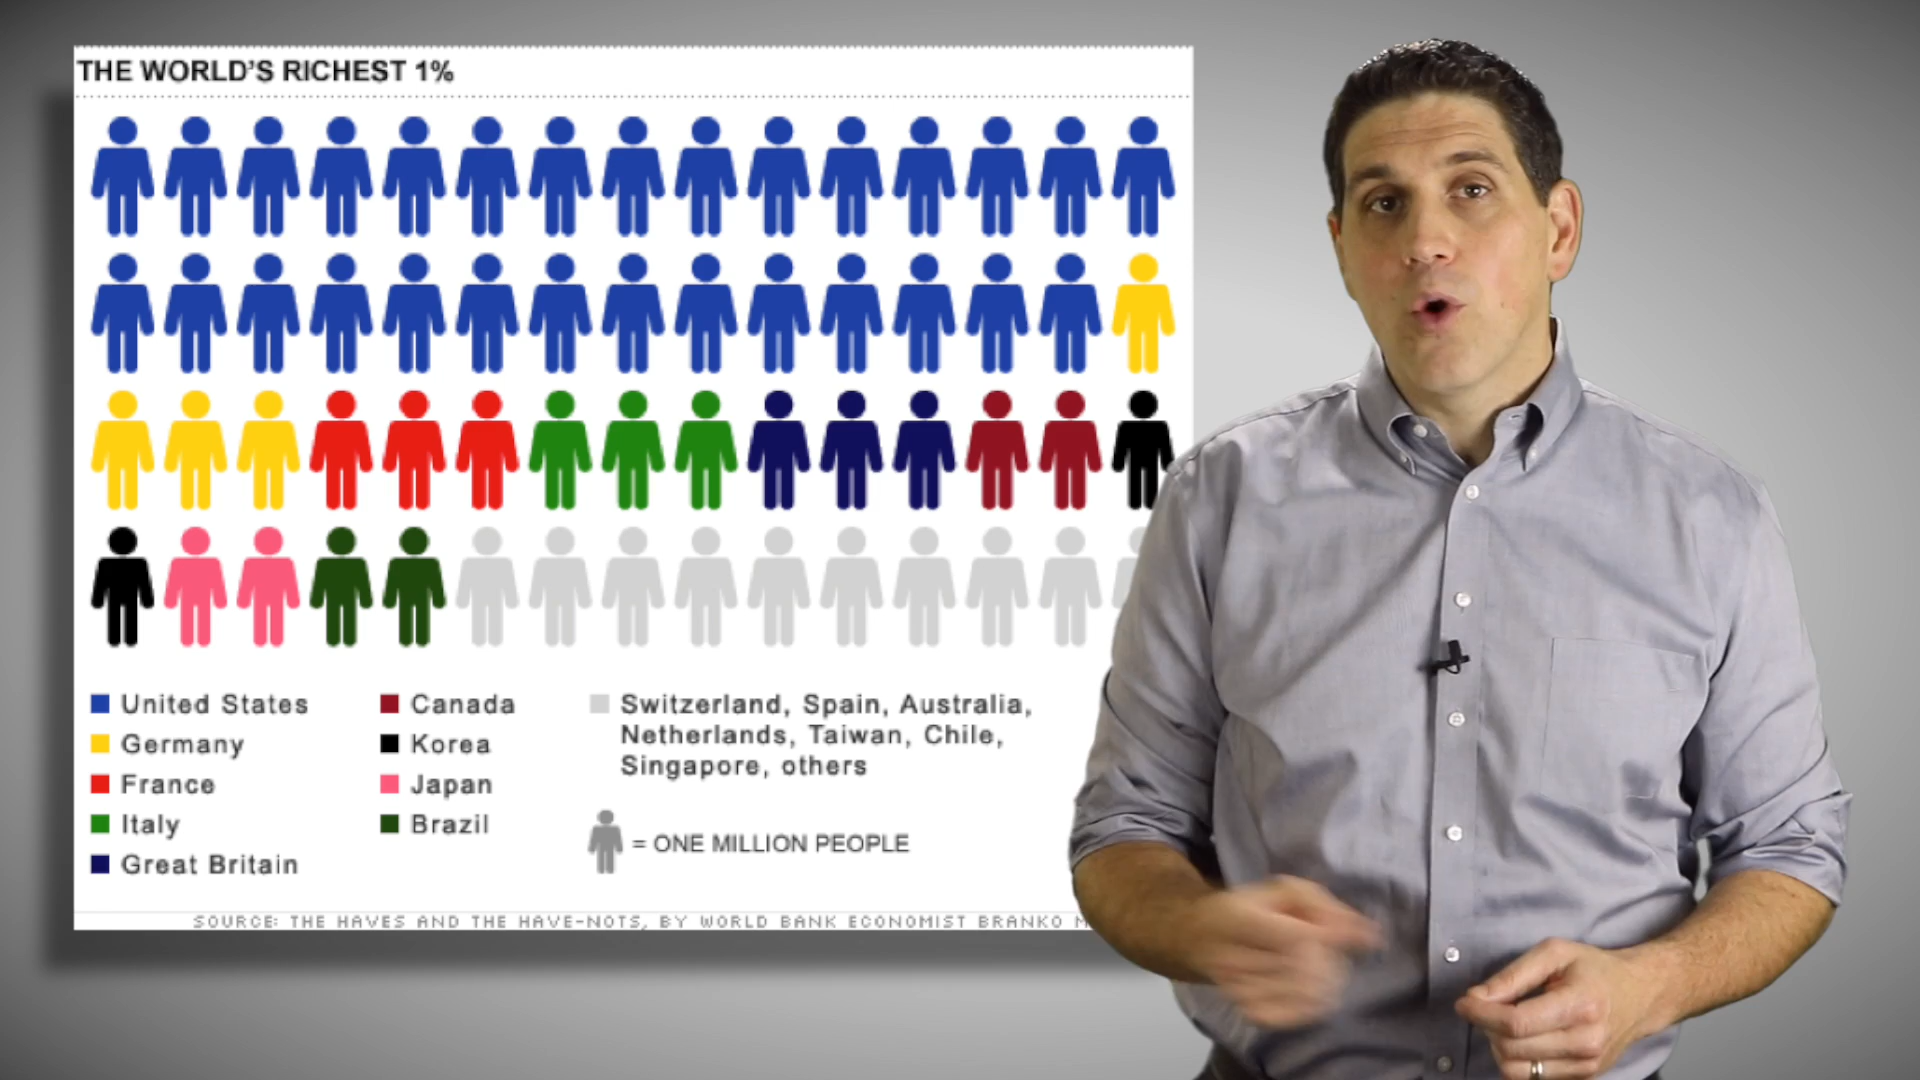 THE WORLD'S RICHEST 1%
United States
Germany
France
Italy
Great Britain
Canada
Korea
Japan
Brazil
Switzerland, Spain, Australia,
Netherlands, Taiwan, Chile,
Singapore, others
= ONE MILLION PEOPLE
SOURCE: THE HAVES AND THE HAVE-NOTS, BY WORLD BANK ECONOMIST BRANKO